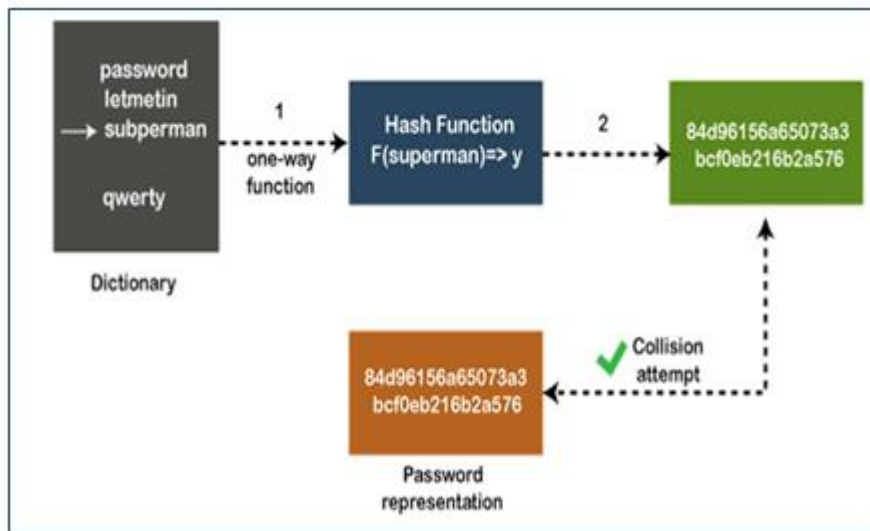 password
letmetin
subperman
qwerty
Dictionary
1
one-way
function
Hash Function
F(superman)=> y
2
84d96156a65073a3
bcf0eb216b2a576
Collision
attempt
84d96156a65073a3
bcf0eb216b2a576
Password
representation